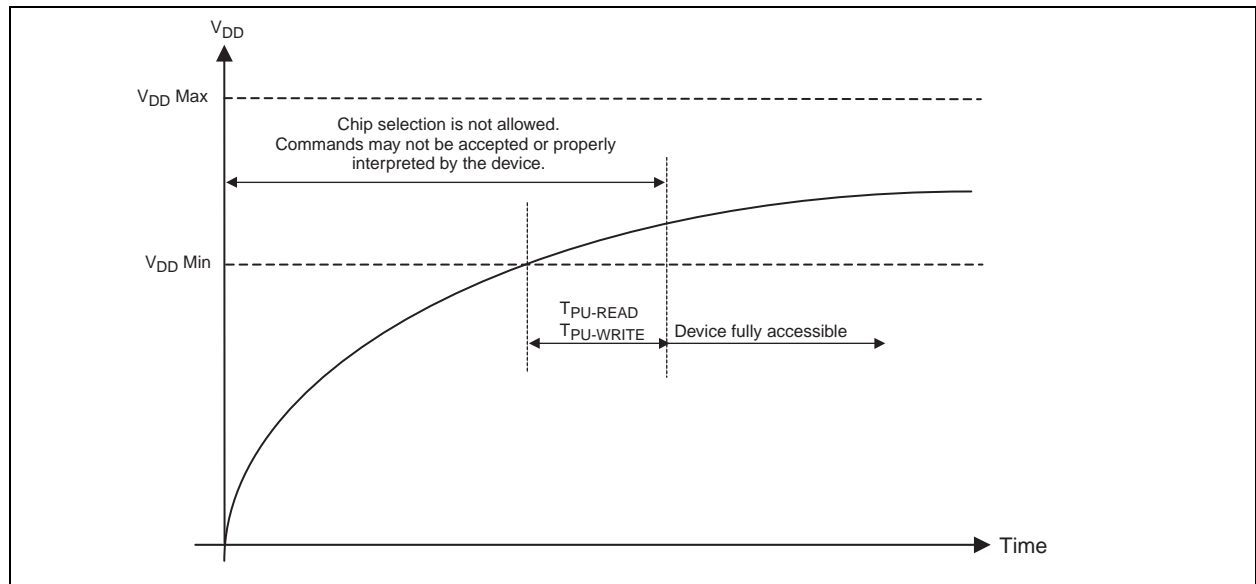 VDD
VDD Max
Chip selection is not allowed.
Commands may not be accepted or properly
interpreted by the device.
VDD Min
TPU-READ
TPU-WRITE
Device fully accessible
Time